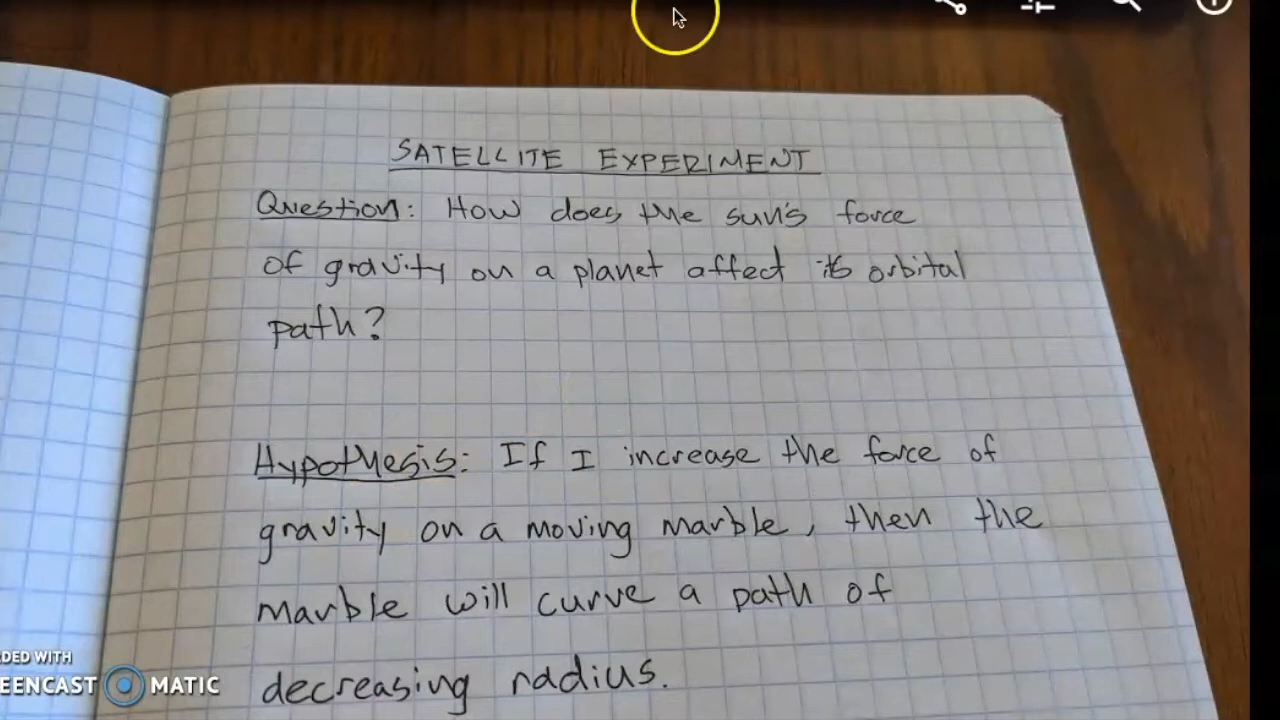 SATELLITE EXPERIMENT
Question: How does the sun's force
of gravity on a planet affect its orbital
path?
Hypothesis: If I increase the force of
gravity on a moving marble, then the
marble will curve a path of
decreasing radius.
DED WITH
EENCAST MATIC